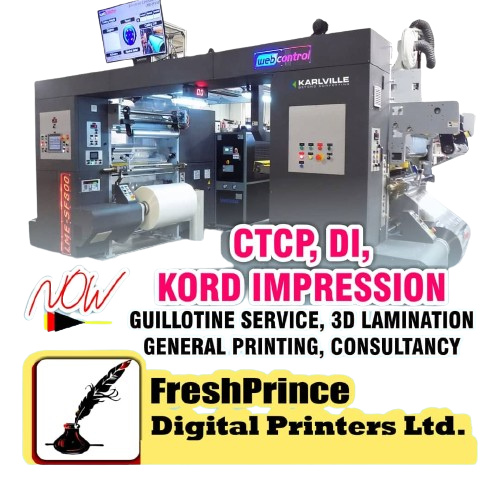 webcontrol
KARLVILLE
CTCP, DI,
KORD IMPRESSION
NOW
GUILLOTINE SERVICE, 3D LAMINATION
GENERAL PRINTING, CONSULTANCY
FreshPrince
Digital Printers Ltd.